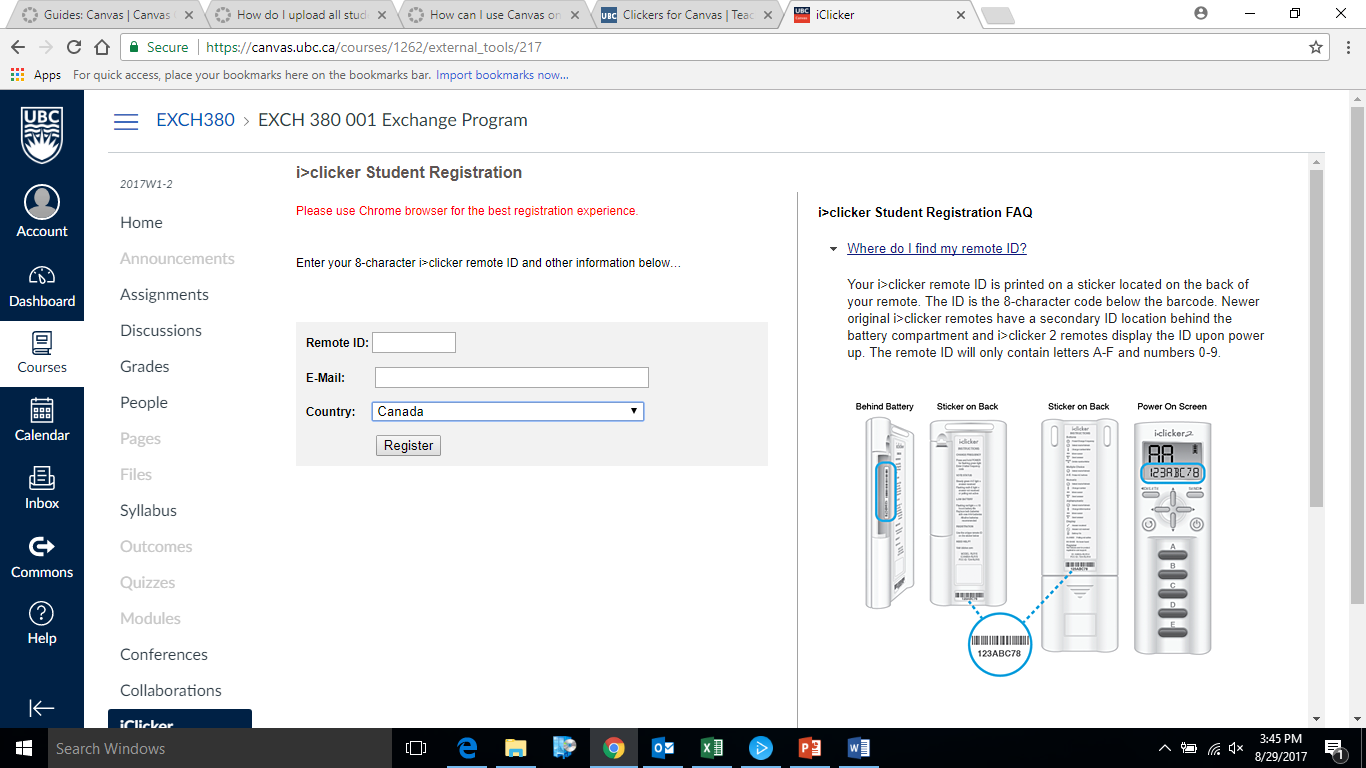 Guides: Canvas | Canvas
How do I upload all stud
How can I use Canvas on
UBC Clickers for Canvas | Teac
UBC iClicker
Secure https://canvas.ubc.ca/courses/1262/external_tools/217
Apps For quick access, place your bookmarks here on the bookmarks bar. Import bookmarks now...
UBC
Account
Dashboard
Courses
Calendar
Inbox
Commons
Help
EXCH380 > EXCH 380 001 Exchange Program
2017W1-2
Home
Announcements
Assignments
Discussions
Grades
People
Pages
Files
Syllabus
Outcomes
Quizzes
Modules
Conferences
Collaborations
iClicker
i>clicker Student Registration
Please use Chrome browser for the best registration experience.
Enter your 8-character i>clicker remote ID and other information below…
Remote ID:
E-Mail:
Country: Canada
Register
i>clicker Student Registration FAQ
Where do I find my remote ID?
Your i>clicker remote ID is printed on a sticker located on the back of
your remote. The ID is the 8-character code below the barcode. Newer
original i>clicker remotes have a secondary ID location behind the
battery compartment and i>clicker 2 remotes display the ID upon power
up. The remote ID will only contain letters A-F and numbers 0-9.
Behind Battery Sticker on Back Sticker on Back Power On Screen
iclicker
iclicker
iclicker2
AA
123ABC78
A
B
C
D
E
123ABC78
Search Windows
3:45 PM
8/29/2017
1